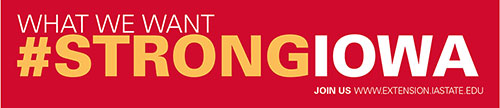 WHAT WE WANT
#STRONGIOWA
JOIN US WWW.EXTENSION.IASTATE.EDU